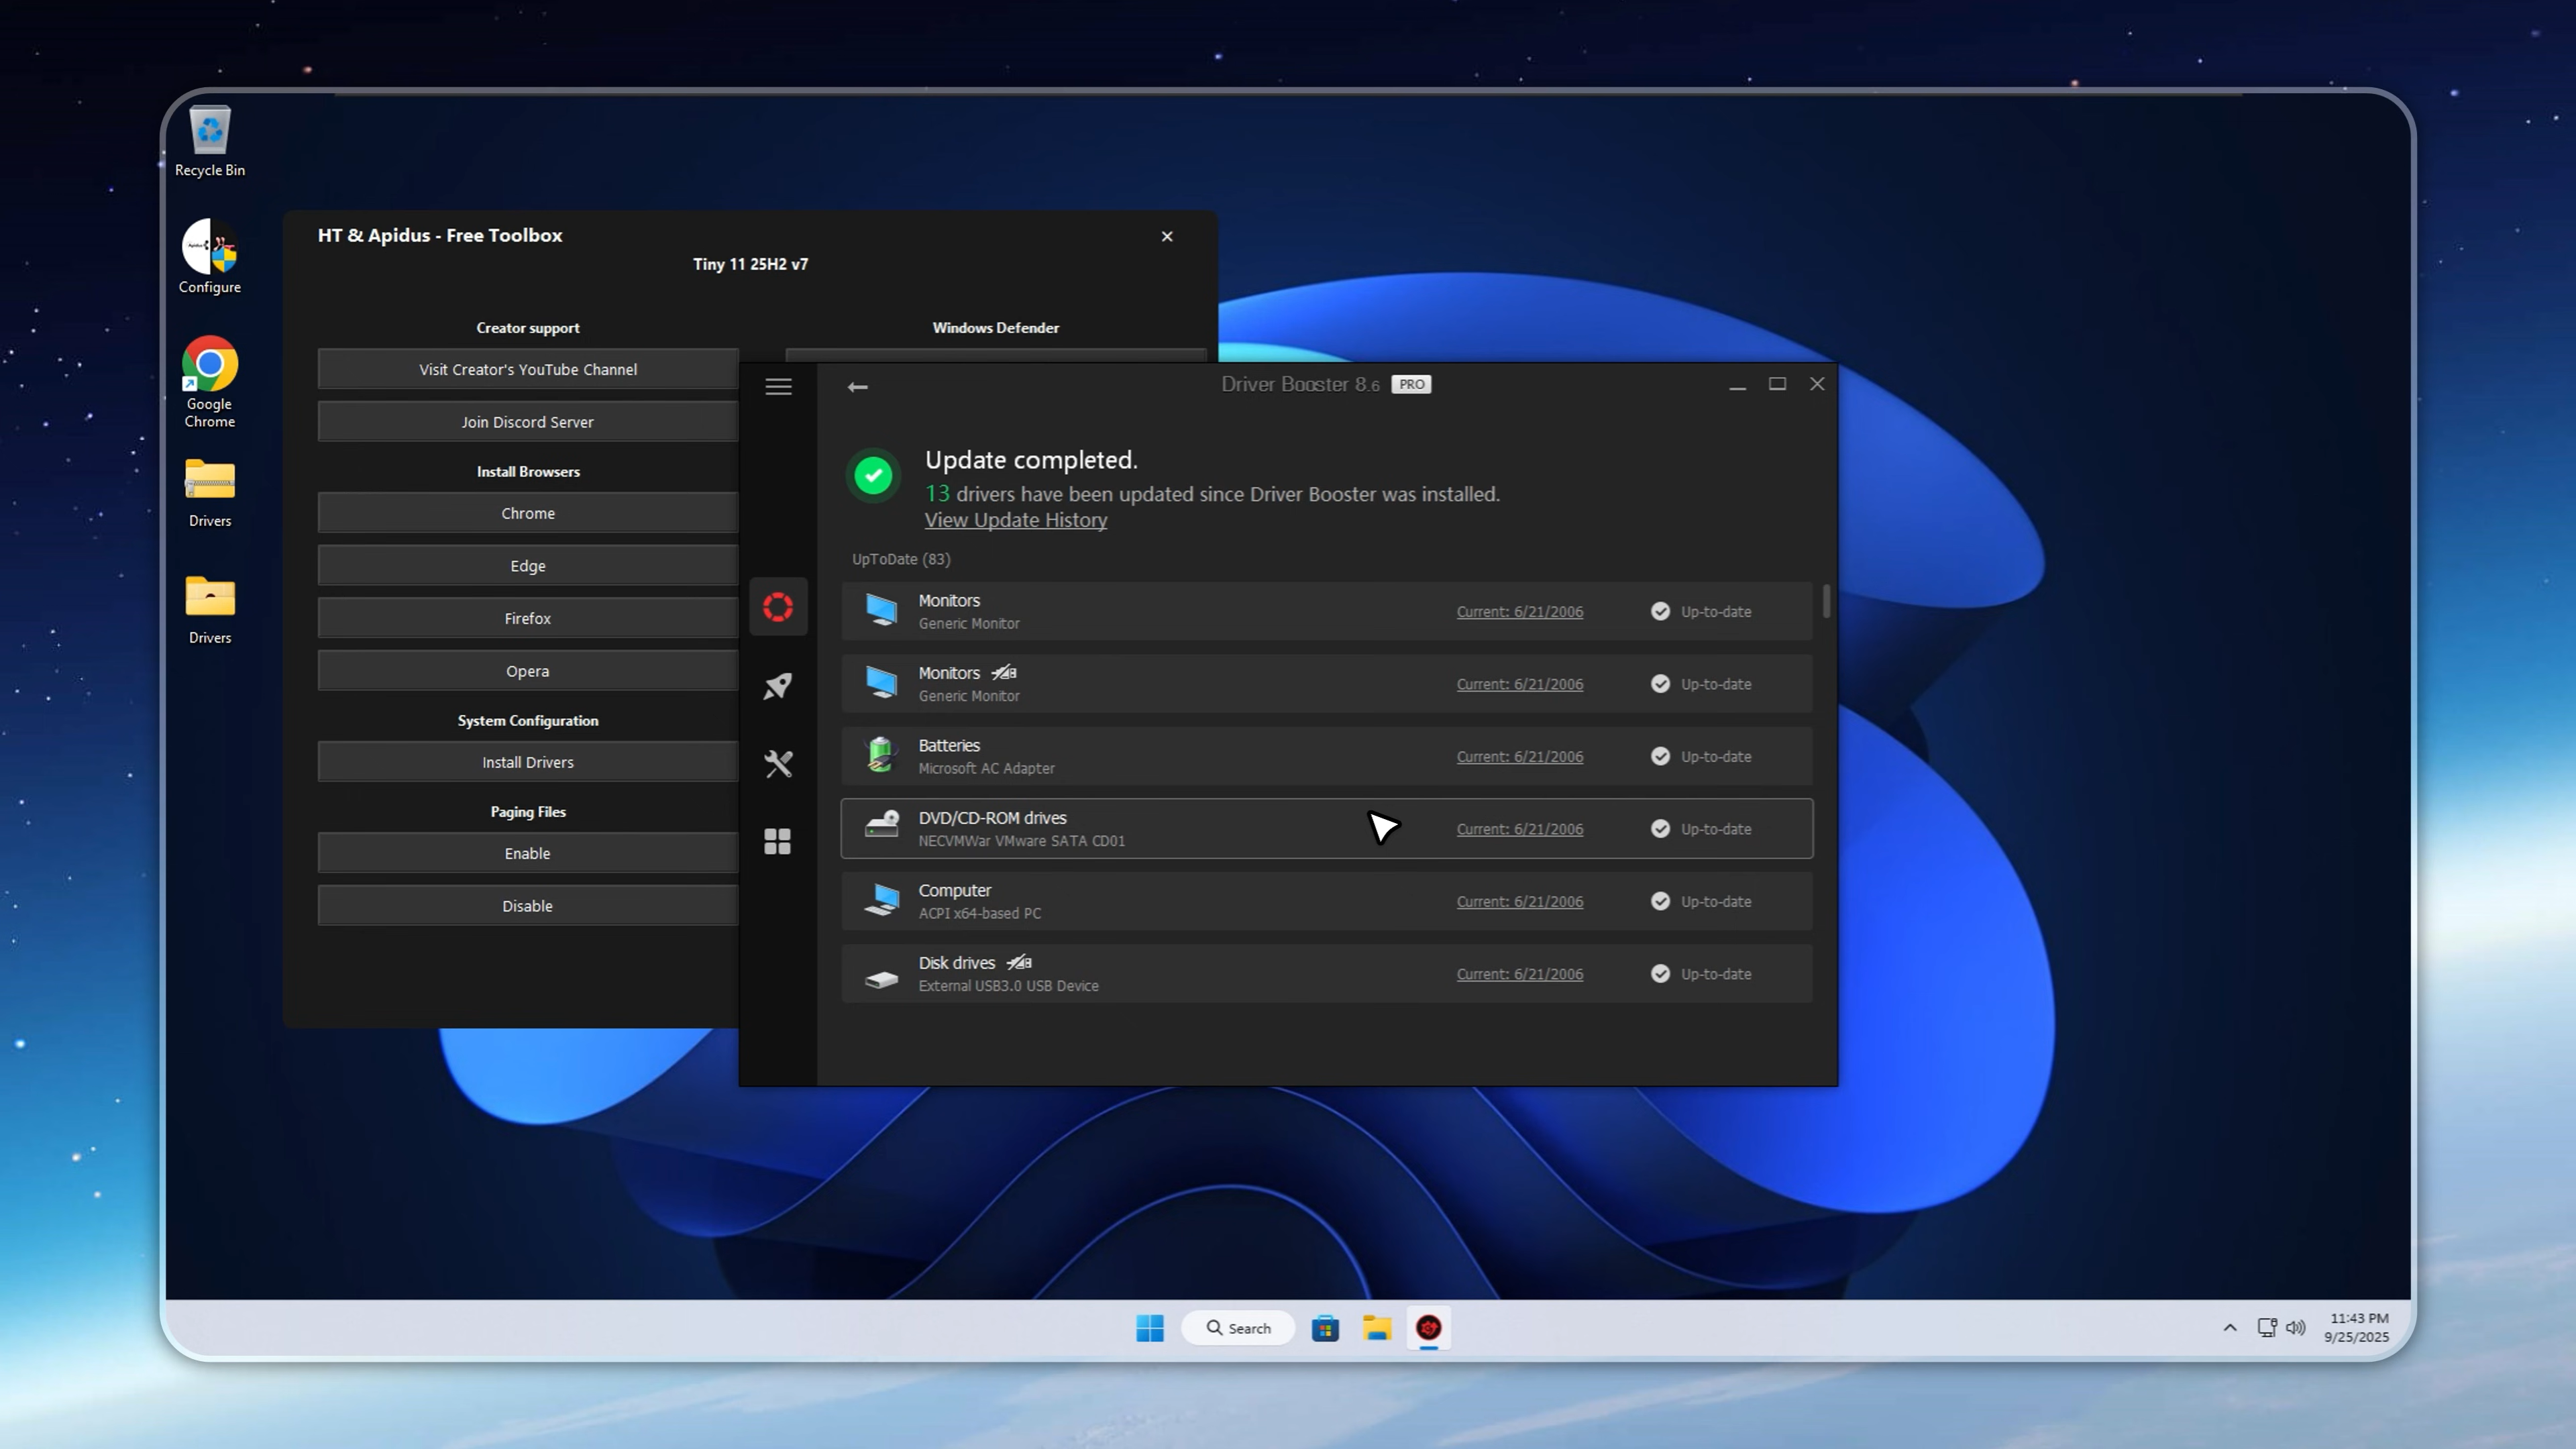 Recycle Bin
Configure
Google
Chrome
Drivers
Drivers
HT & Apidus - Free Toolbox
Tiny 11 25H2 v7
Creator support
Visit Creator's YouTube Channel
Join Discord Server
Install Browsers
Chrome
Edge
Firefox
Opera
System Configuration
Install Drivers
Paging Files
Enable
Disable
Windows Defender
Driver Booster 8.6 PRO
Update completed.
13 drivers have been updated since Driver Booster was installed.
View Update History
UpToDate (83)
Monitors
Generic Monitor
Current: 6/21/2006
Up-to-date
Monitors
Generic Monitor
Current: 6/21/2006
Up-to-date
Batteries
Microsoft AC Adapter
Current: 6/21/2006
Up-to-date
DVD/CD-ROM drives
NECVMWar VMware SATA CD01
Current: 6/21/2006
Up-to-date
Computer
ACPI x64-based PC
Current: 6/21/2006
Up-to-date
Disk drives
External USB3.0 USB Device
Current: 6/21/2006
Up-to-date
Search
11:43 PM
9/25/2025